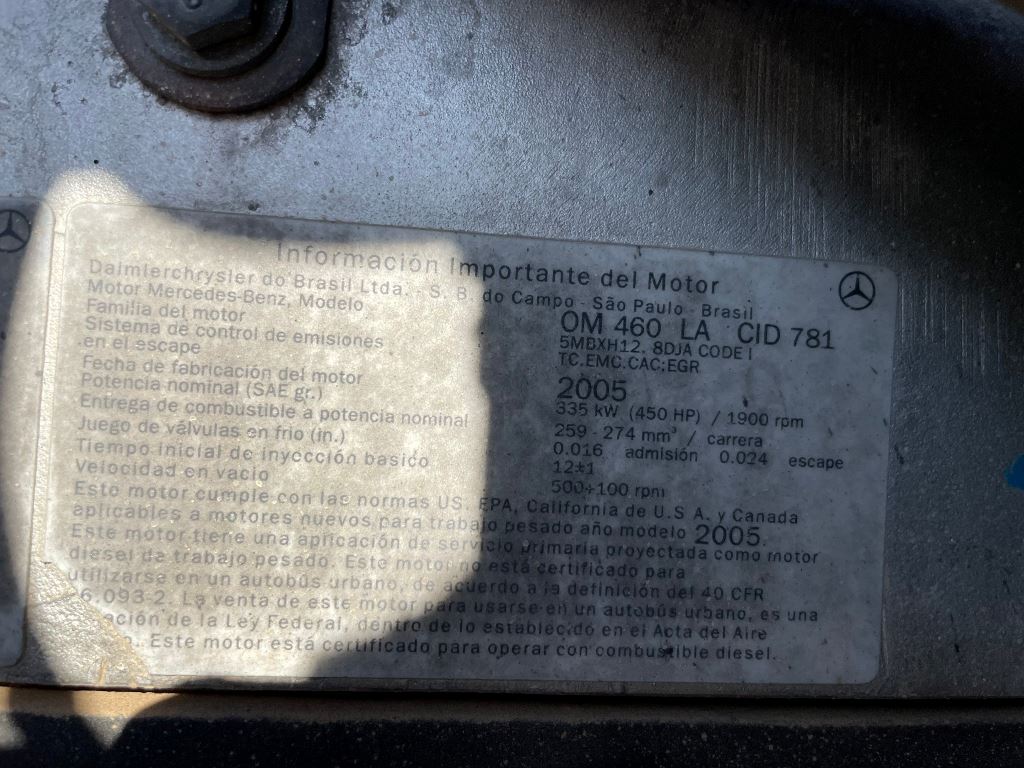 Información Importante del Motor
Daimlerchrysler do Brasil Ltda. - S. B. do Campo - São Paulo - Brasil
Motor Mercedes-Benz, Modelo OM 460 LA CID 781
Familia del motor 5MBXH12. 8DJA CODE I
Sistema de control de emisiones TC.EMC.CAC:EGR
en el escape
Fecha de fabricación del motor 2005
Potencia nominal (SAE gr.) 335 kW (450 HP) / 1900 rpm
Entrega de combustible a potencia nominal 259 - 274 mm³ / carrera
Juego de válvulas en frio (in.) 0.016 admisión 0.024 escape
Tiempo inicial de inyección basico 12±1
Velocidad en vacio 500+100 rpm
Este motor cumple con las normas US, EPA, California de U.S A. y Canada
aplicables a motores nuevos para trabajo pesado año modelo 2005.
Este motor tiene una aplicación de servicio primaria proyectada como motor
diesel de trabajo pesado. Este motor no está certificado para
utilizarse en un autobús urbano, de acuerdo a la definición del 40 CFR
6.093-2. La venta de este motor para usarse en un autobús urbano, es una
ación de la Ley Federal, dentro de lo establecido en el Acta del Aire
Este motor está certificado para operar con combustible diesel.